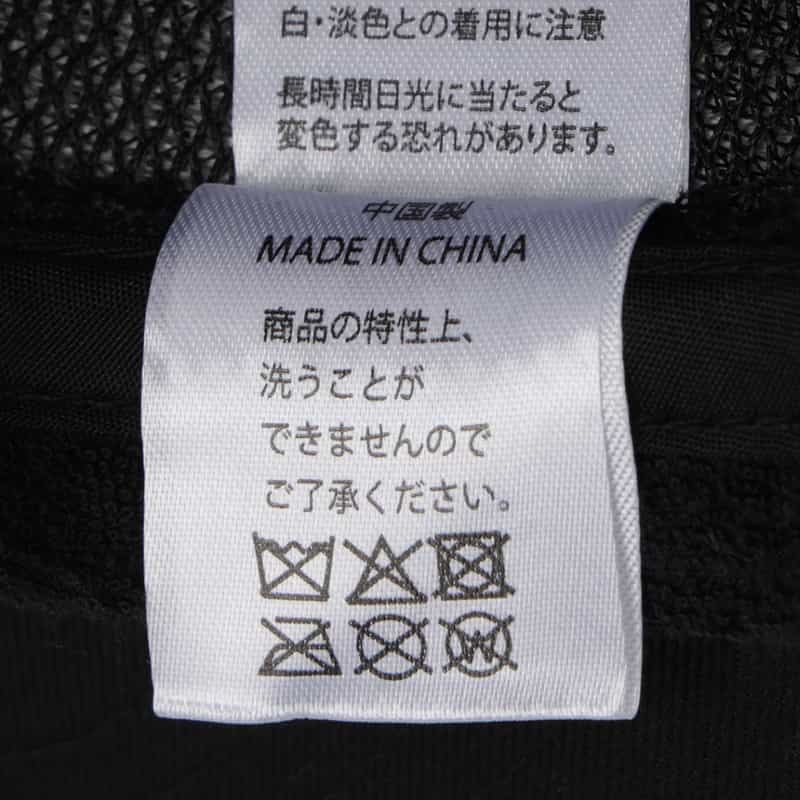 白・淡色との着用に注意
長時間日光に当たると
変色する恐れがあります。
中国製
MADE IN CHINA
商品の特性上、
洗うことが
できませんので
ご了承ください。
W